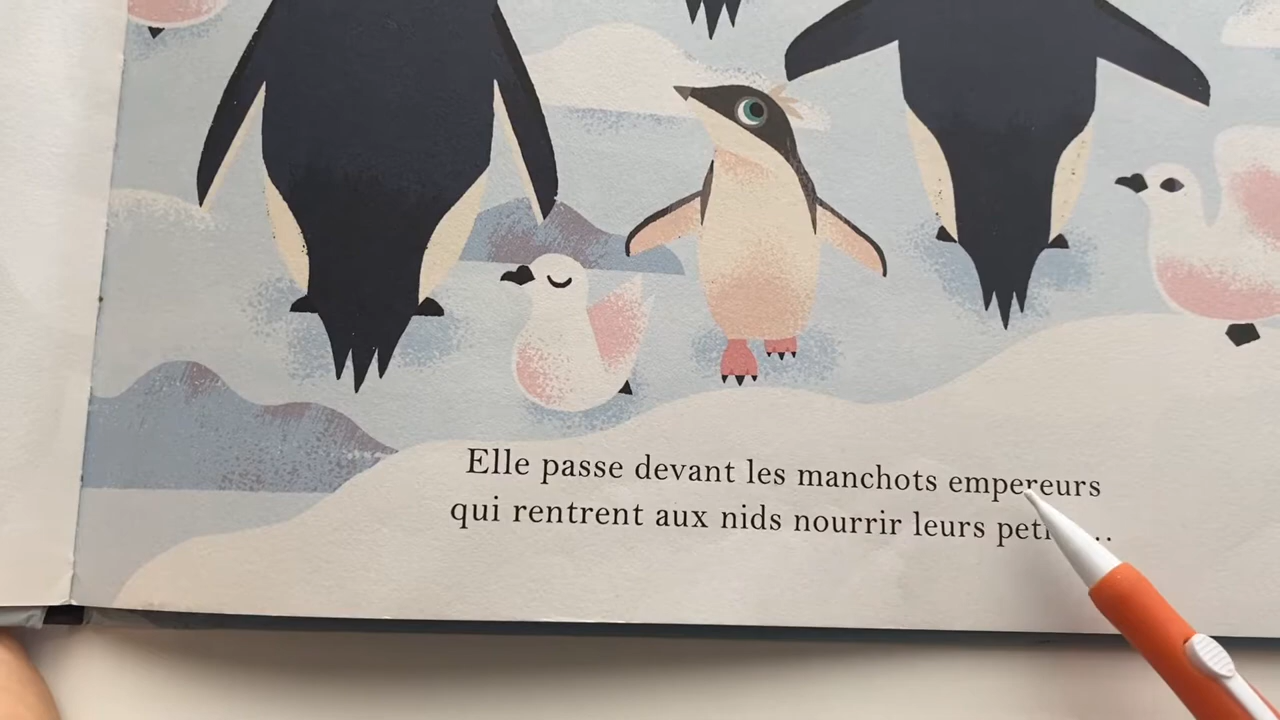 Elle passe devant les manchots empereurs
qui rentrent aux nids nourrir leurs